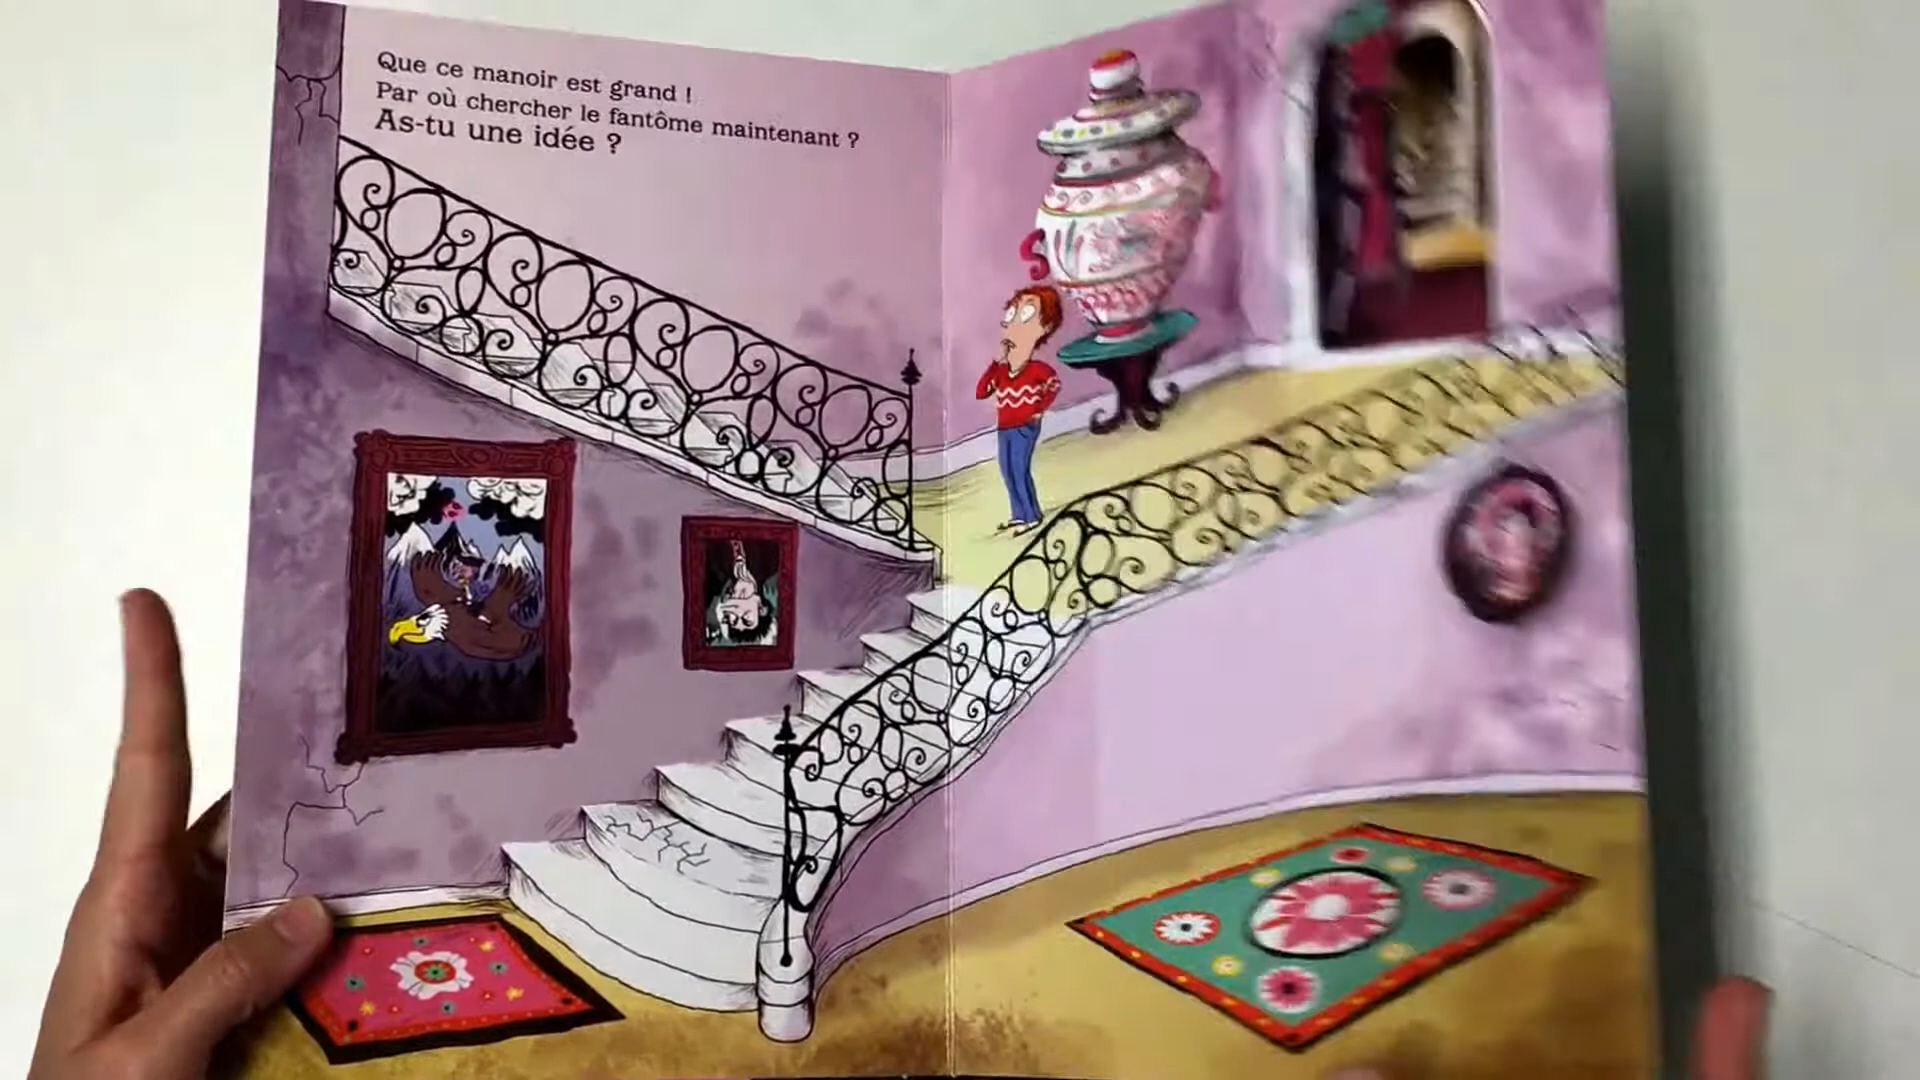 Que ce manoir est grand !
Par où chercher le fantôme maintenant ?
As-tu une idée ?